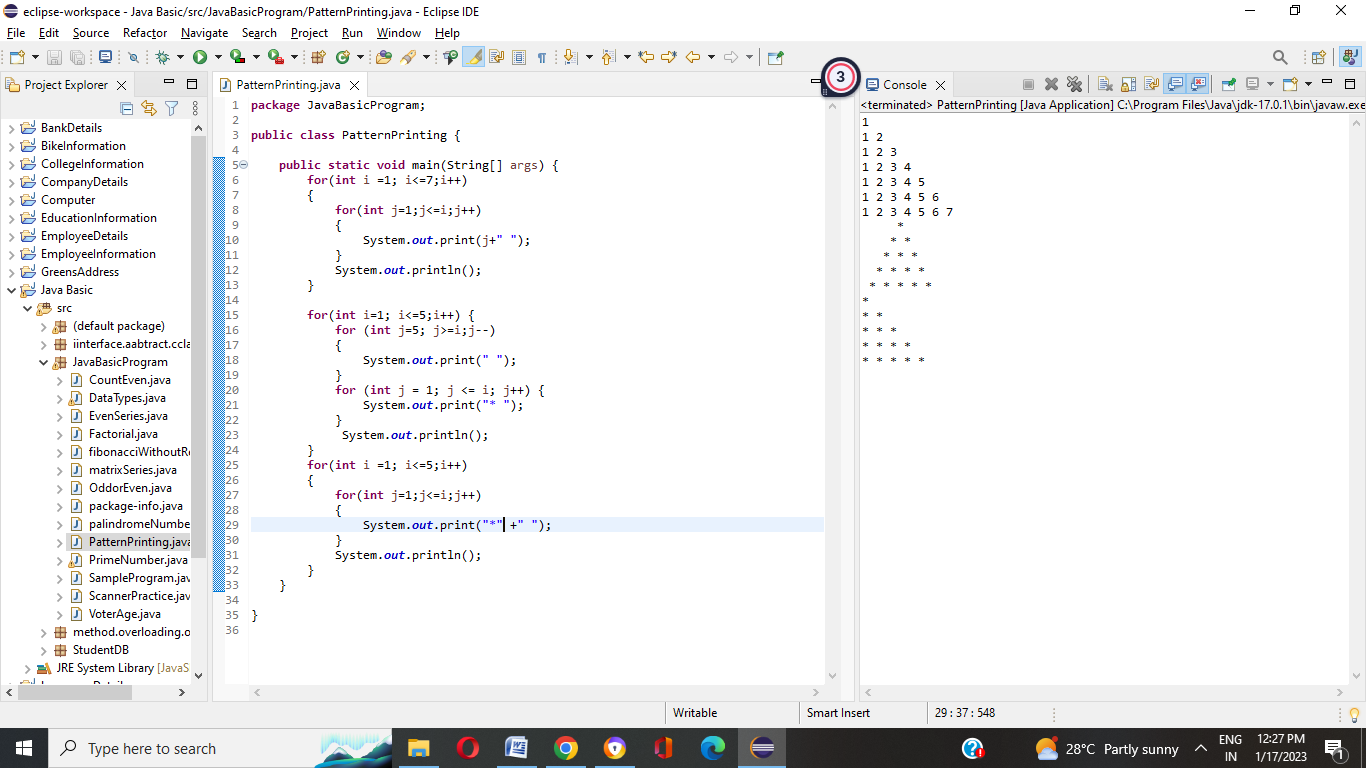 eclipse-workspace - Java Basic/src/JavaBasicProgram/PatternPrinting.java - Eclipse IDE
File Edit Source Refactor Navigate Search Project Run Window Help
Project Explorer
BankDetails
BikeInformation
CollegeInformation
CompanyDetails
Computer
EducationInformation
EmployeeDetails
EmployeeInformation
GreensAddress
Java Basic
src
(default package)
iinterface.aabtract.ccla
JavaBasicProgram
CountEven.java
DataTypes.java
EvenSeries.java
Factorial.java
fibonacciWithoutRe
matrixSeries.java
OddorEven.java
package-info.java
palindromeNumbe
PatternPrinting.java
PrimeNumber.java
SampleProgram.jav
ScannerPractice.jav
VoterAge.java
method.overloading.o
StudentDB
JRE System Library [JavaS
PatternPrinting.java
1 package JavaBasicProgram;
2
3 public class PatternPrinting {
4
5 public static void main(String[] args) {
6 for(int i =1; i<=7;i++)
7 {
8 for(int j=1;j<=i;j++)
9 {
10 System.out.print(j+" ");
11 }
12 System.out.println();
13 }
14
15 for(int i=1; i<=5;i++) {
16 for (int j=5; j>=i;j--)
17 {
18 System.out.print(" ");
19 }
20 for (int j = 1; j <= i; j++) {
21 System.out.print("* ");
22 }
23 System.out.println();
24 }
25 for(int i =1; i<=5;i++)
26 {
27 for(int j=1;j<=i;j++)
28 {
29 System.out.print("*" +" ");
30 }
31 System.out.println();
32 }
33 }
34
35 }
36
3
Console
<terminated> PatternPrinting [Java Application] C:\Program Files\Java\jdk-17.0.1\bin\javaw.exe
1
1 2
1 2 3
1 2 3 4
1 2 3 4 5
1 2 3 4 5 6
1 2 3 4 5 6 7
*
* *
* * *
* * * *
* * * * *
*
* *
* * *
* * * *
* * * * *
Writable
Smart Insert
29 : 37 : 548
Type here to search
28°C Partly sunny
ENG
IN
12:27 PM
1/17/2023
1